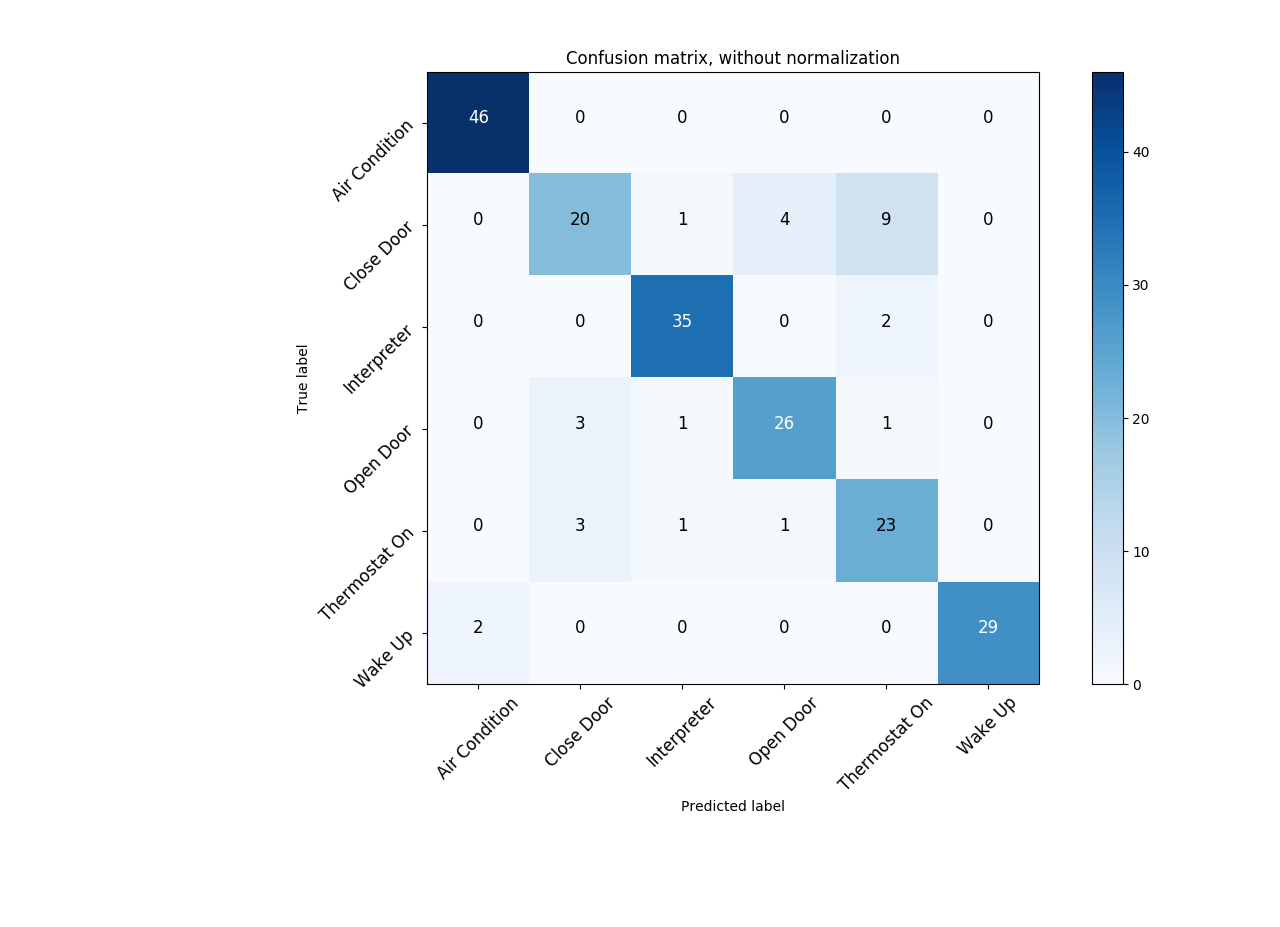 Confusion matrix, without normalization
Air Condition 46 0 0 0 0 0
Close Door 0 20 1 4 9 0
Interpreter 0 0 35 0 2 0
Open Door 0 3 1 26 1 0
Thermostat On 0 3 1 1 23 0
Wake Up 2 0 0 0 0 29
True label
Air Condition Close Door Interpreter Open Door Thermostat On Wake Up
Predicted label
40
30
20
10
0